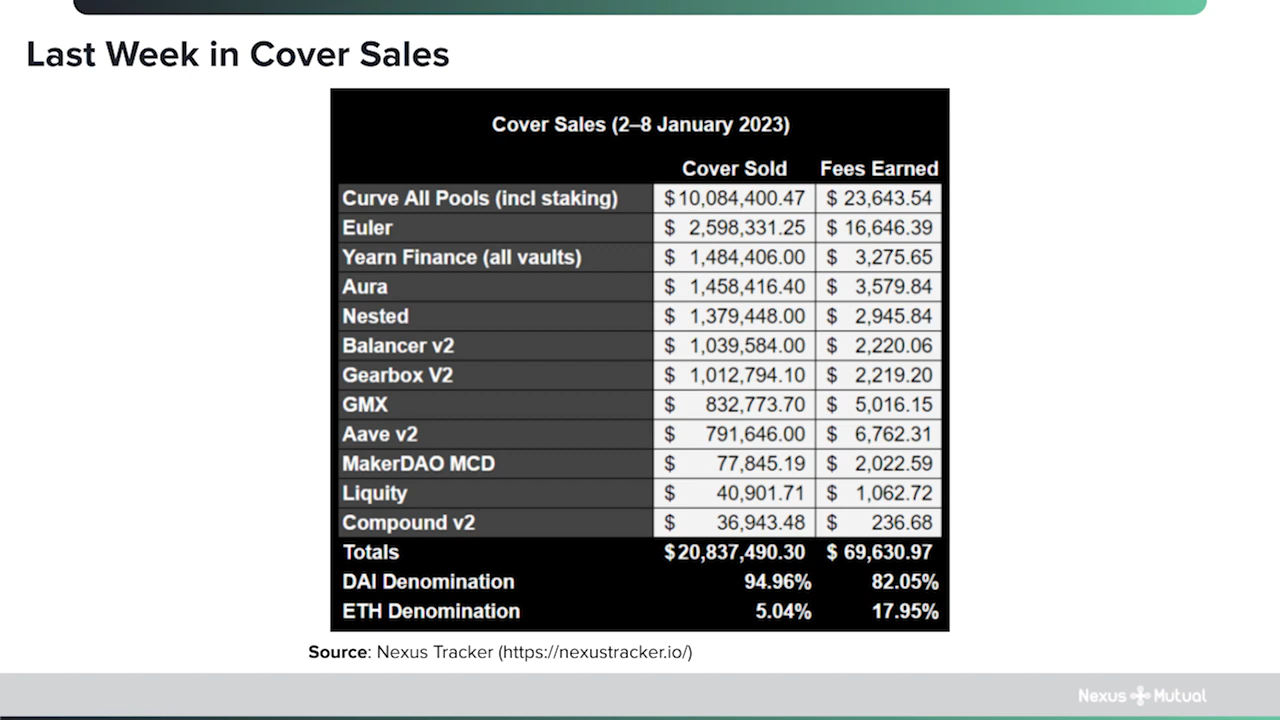 Last Week in Cover Sales
Cover Sales (2–8 January 2023)
Cover Sold Fees Earned
Curve All Pools (incl staking) $10,084,400.47 $ 23,643.54
Euler $ 2,598,331.25 $ 16,646.39
Yearn Finance (all vaults) $ 1,484,406.00 $ 3,275.65
Aura $ 1,458,416.40 $ 3,579.84
Nested $ 1,379,448.00 $ 2,945.84
Balancer v2 $ 1,039,584.00 $ 2,220.06
Gearbox V2 $ 1,012,794.10 $ 2,219.20
GMX $ 832,773.70 $ 5,016.15
Aave v2 $ 791,646.00 $ 6,762.31
MakerDAO MCD $ 77,845.19 $ 2,022.59
Liquity $ 40,901.71 $ 1,062.72
Compound v2 $ 36,943.48 $ 236.68
Totals $20,837,490.30 $ 69,630.97
DAI Denomination 94.96% 82.05%
ETH Denomination 5.04% 17.95%
Source: Nexus Tracker (https://nexustracker.io/)
Nexus Mutual